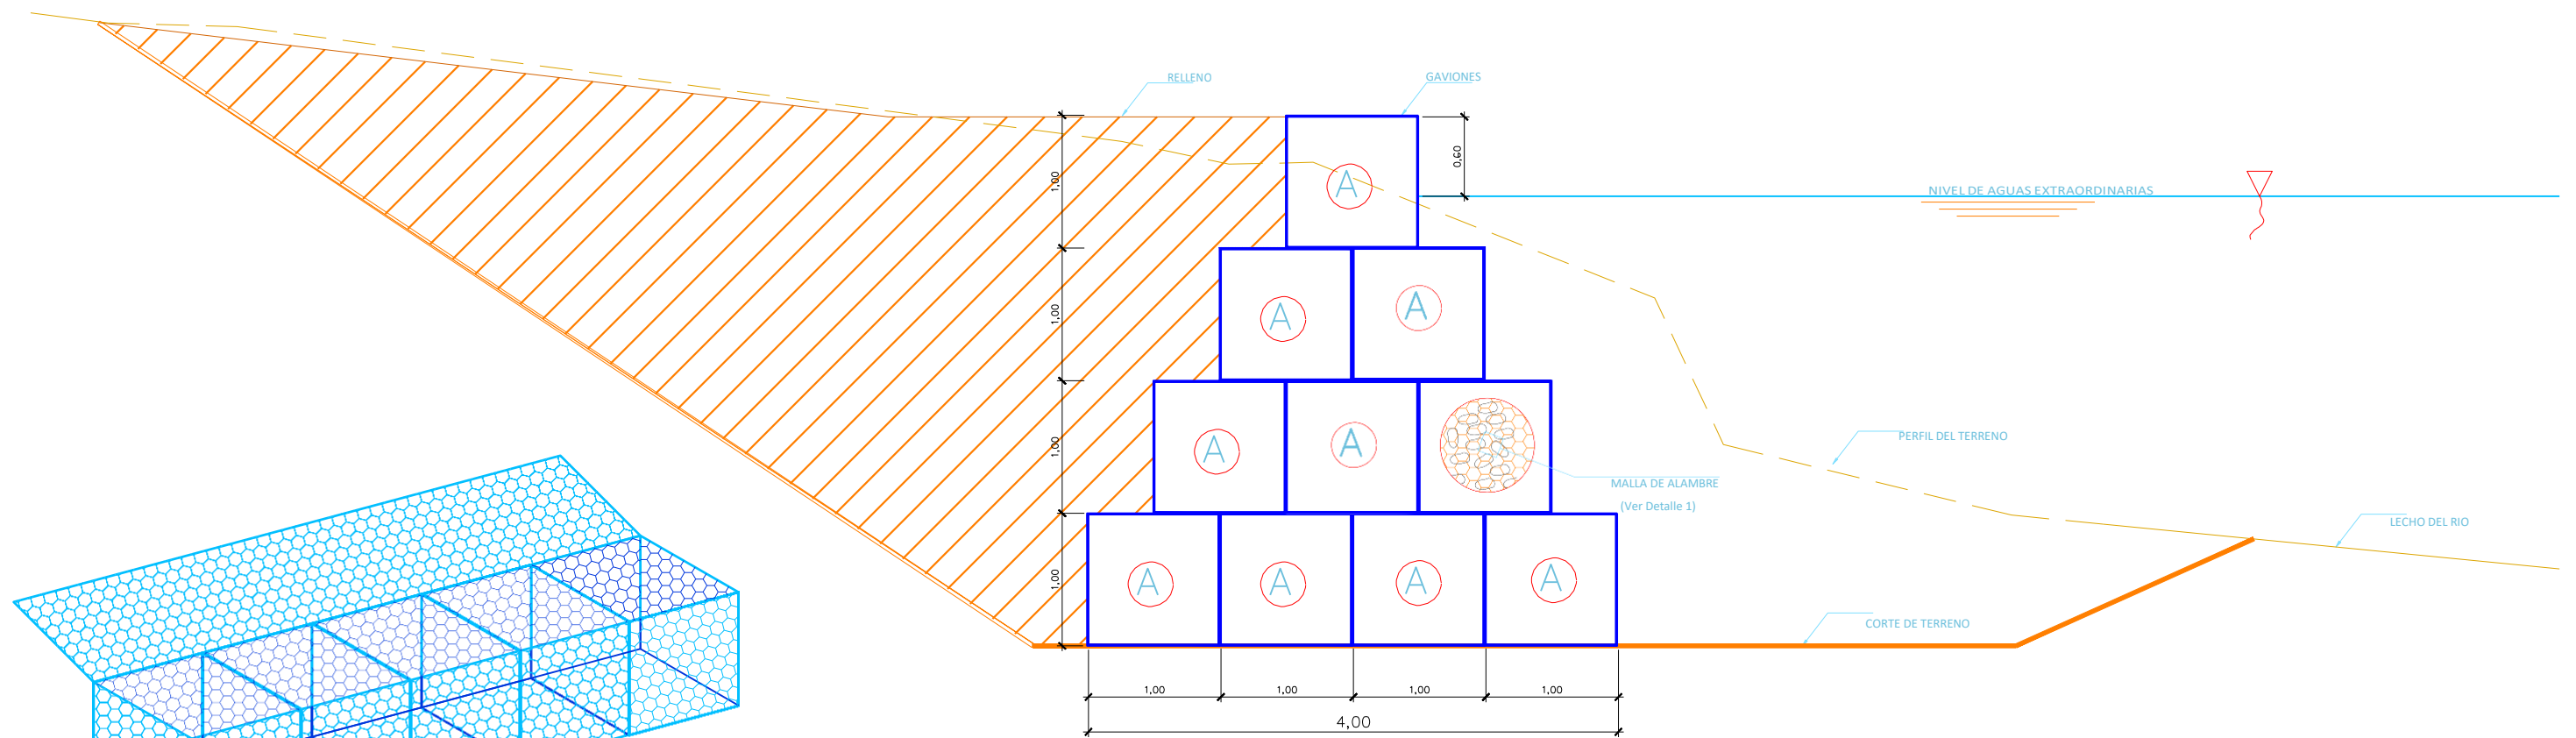 RELLENO
GAVIONES
1,00
0,60
A
NIVEL DE AGUAS EXTRAORDINARIAS
1,00
A
A
1,00
A
A
PERFIL DEL TERRENO
MALLA DE ALAMBRE
(Ver Detalle 1)
LECHO DEL RIO
1,00
A
A
A
A
CORTE DE TERRENO
1,00
1,00
1,00
1,00
4,00